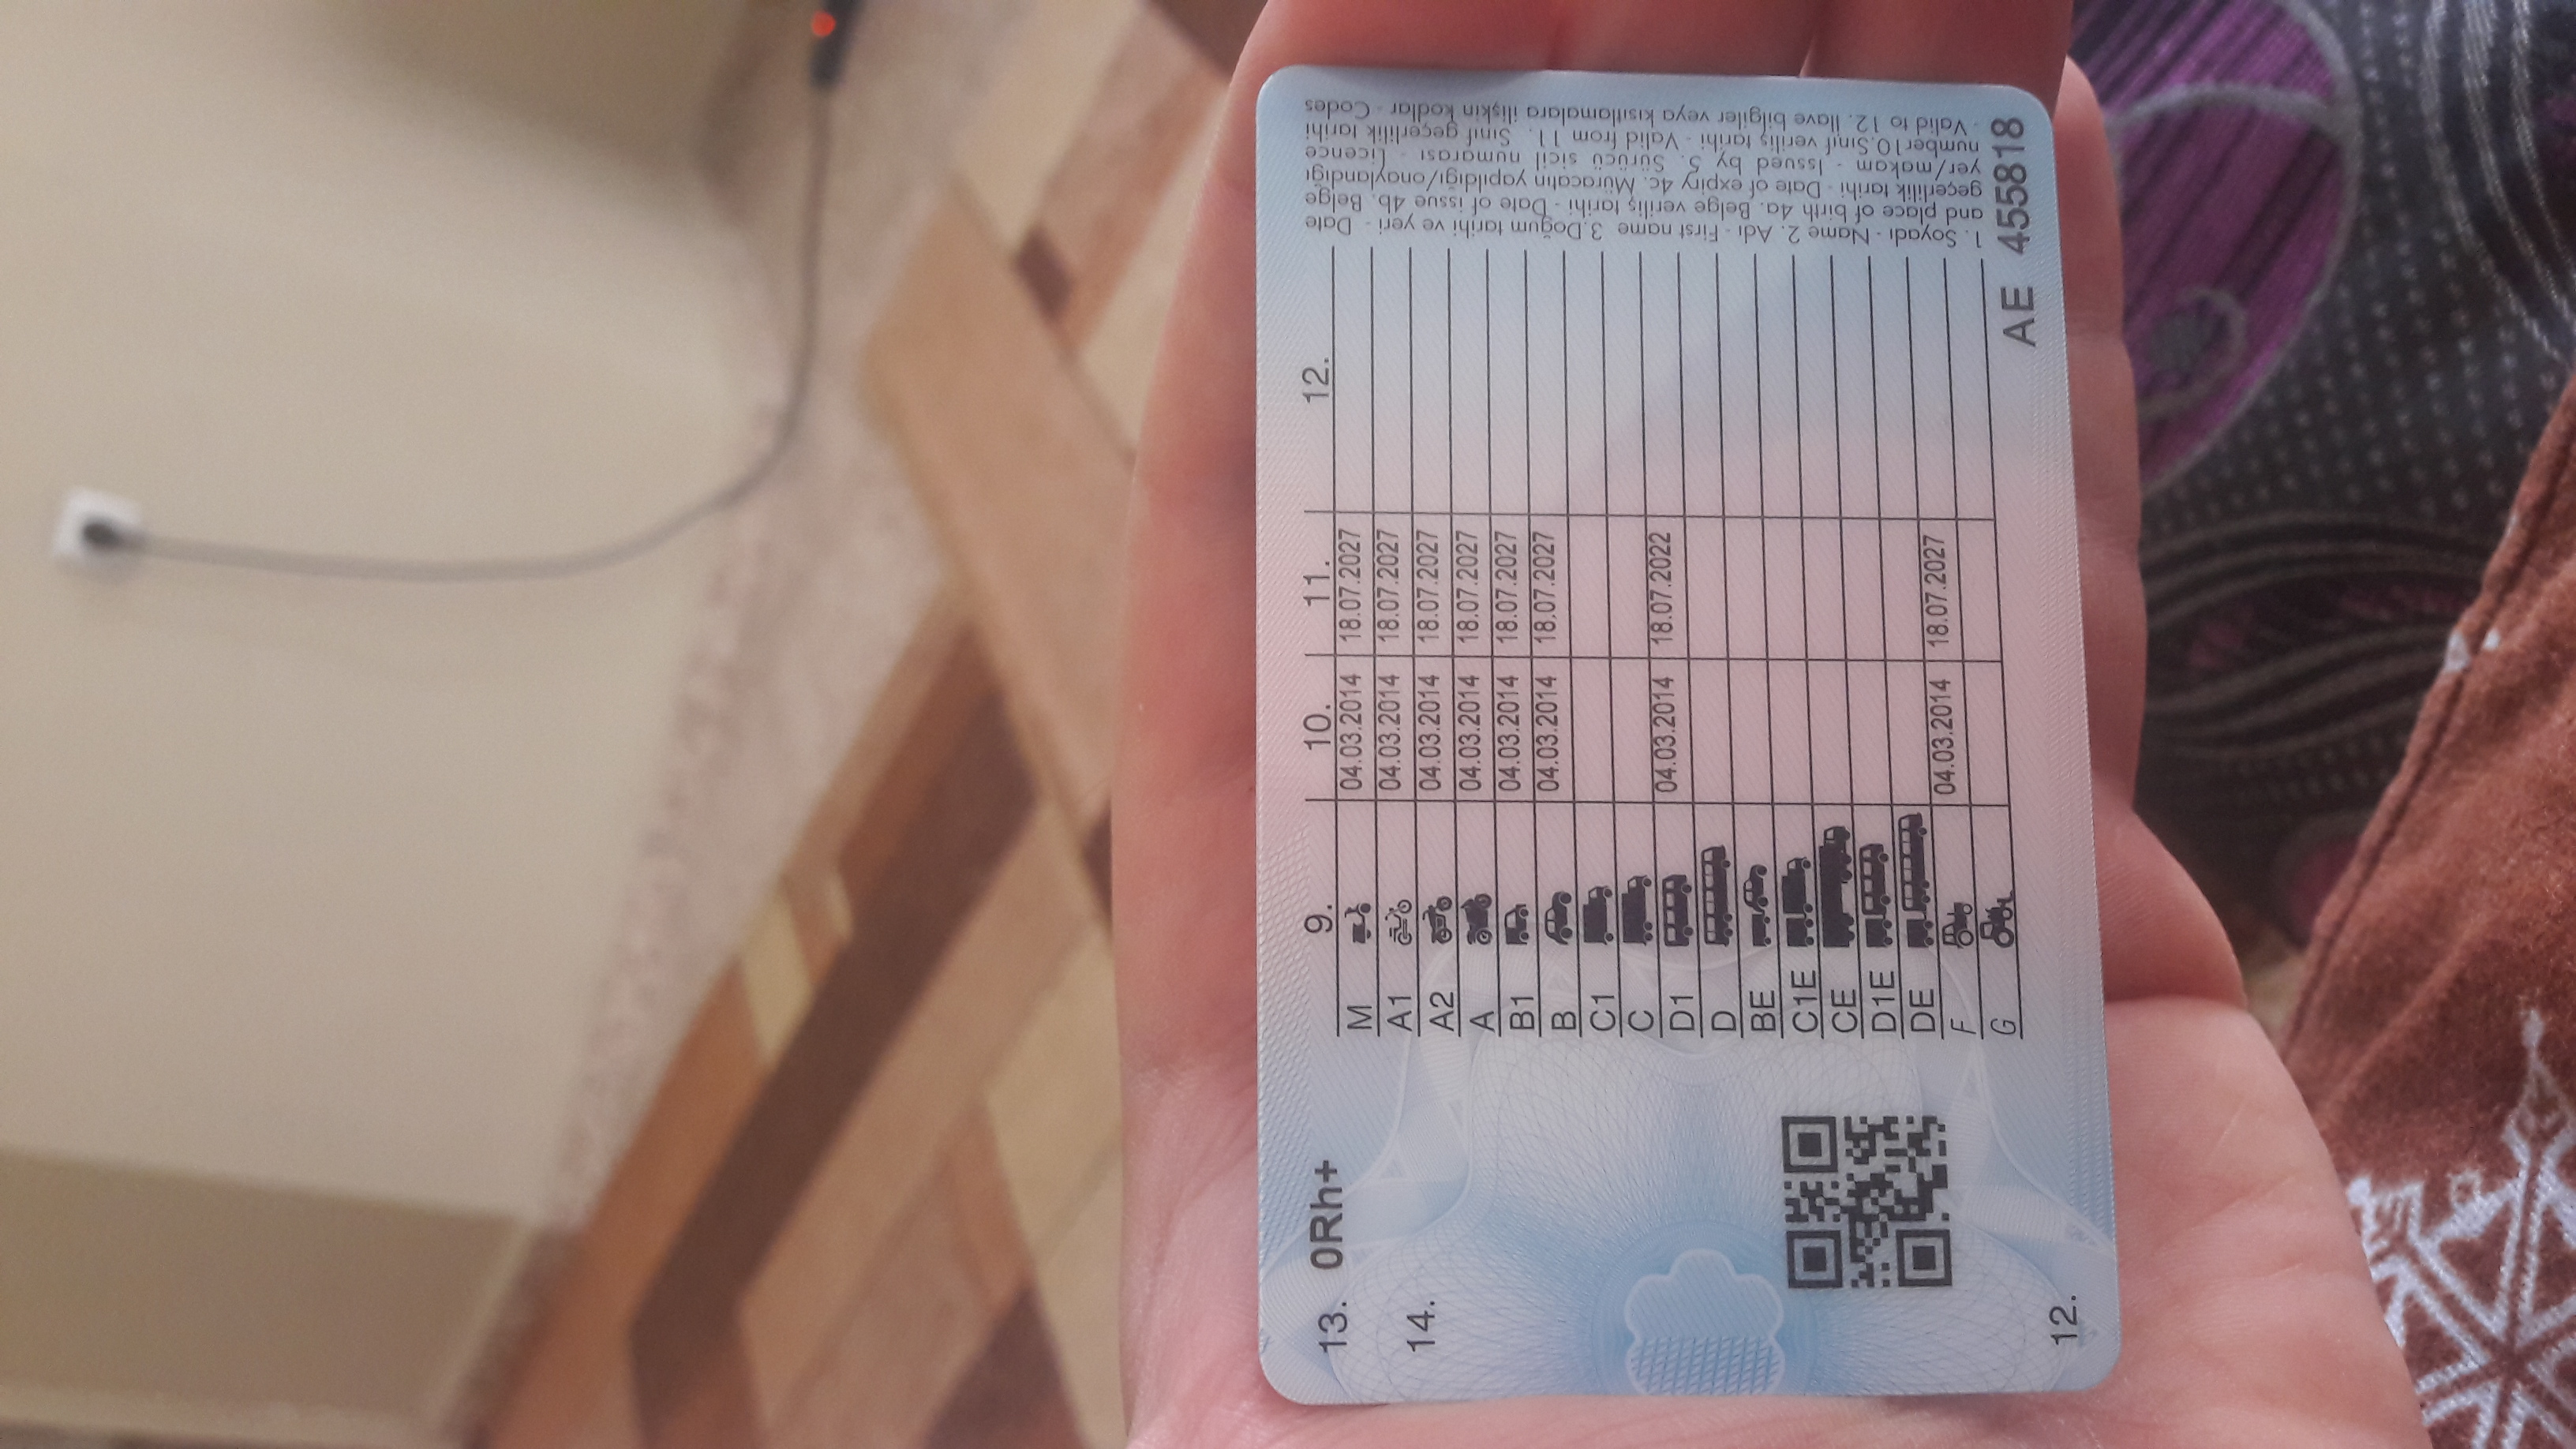 13. 0Rh+
14.
12.
9. 10. 11. 12.
M 04.03.2014 18.07.2027
A1 04.03.2014 18.07.2027
A2 04.03.2014 18.07.2027
A 04.03.2014 18.07.2027
B1 04.03.2014 18.07.2027
B 04.03.2014 18.07.2027
C1
C
D1 04.03.2014 18.07.2022
D
BE
C1E
CE
D1E
DE
F 04.03.2014 18.07.2027
G
1. Soyadı - Name 2. Adı - First name 3.Doğum tarihi ve yeri - Date
and place of birth 4a. Belge veriliş tarihi - Date of issue 4b. Belge
geçerlilik tarihi - Date of expiry 4c. Müracatın yapıldığı/onaylandığı
yer/makam - Issued by 5. Sürücü sicil numarası - Licence
number10.Sınıf veriliş tarihi - Valid from 11. Sınıf geçerlilik tarihi
- Valid to 12. İlave bilgiler veya kısıtlamalara ilişkin kodlar - Codes
AE 455818